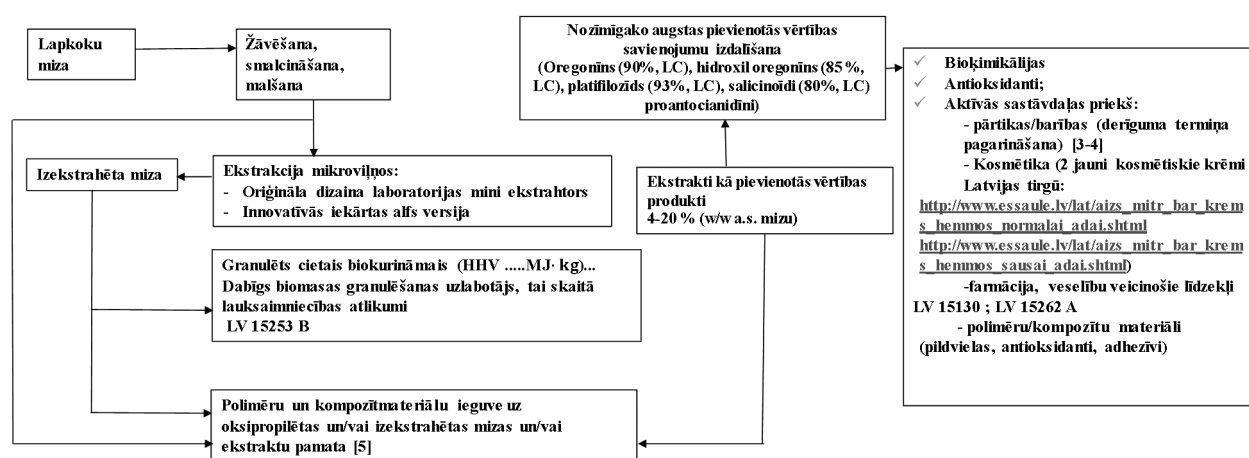 Lapkoku
miza
Žāvēšana,
smalcināšana,
malšana
Izekstrahēta miza
Ekstrakcija mikroviļņos:
- Oriģināla dizaina laboratorijas mini ekstrahtors
- Innovatīvās iekārtas alfs versija
Granulēts cietais biokurināmais (HHV .....MJ· kg)...
Dabīgs biomasas granulēšanas uzlabotājs, tai skaitā
lauksaimniecības atlikumi
LV 15253 B
Polimēru un kompozītmateriālu ieguve uz
oksipropilētas un/vai izekstrahētas mizas un/vai
ekstraktu pamata [5]
Nozīmīgako augstas pievienotās vērtības
savienojumu izdalīšana
(Oregonīns (90%, LC), hidroxil oregonīns (85%,
LC), platifilozīds (93%, LC), salicinoīdi (80%, LC)
proantocianidīni)
Ekstrakti kā pievienotās vērtības
produkti
4-20 % (w/w a.s. mizu)
✓ Bioķimikālijas
✓ Antioksidanti;
✓ Aktīvās sastāvdaļas priekš:
- pārtikas/barības (derīguma termiņa
pagarināšana) [3-4]
- Kosmētika (2 jauni kosmētiskie krēmi
Latvijas tirgū:
http://www.essaule.lv/lat/aizs_mitr_bar_krem
s_hemmos_normalai_adai.shtml
http://www.essaule.lv/lat/aizs_mitr_bar_krem
s_hemmos_sausai_adai.shtml)
-farmācija, veselību veicinošie līdzekļi
LV 15130 ; LV 15262 A
- polimēru/kompozītu materiāli
(pildvielas, antioksidanti, adhezīvi)